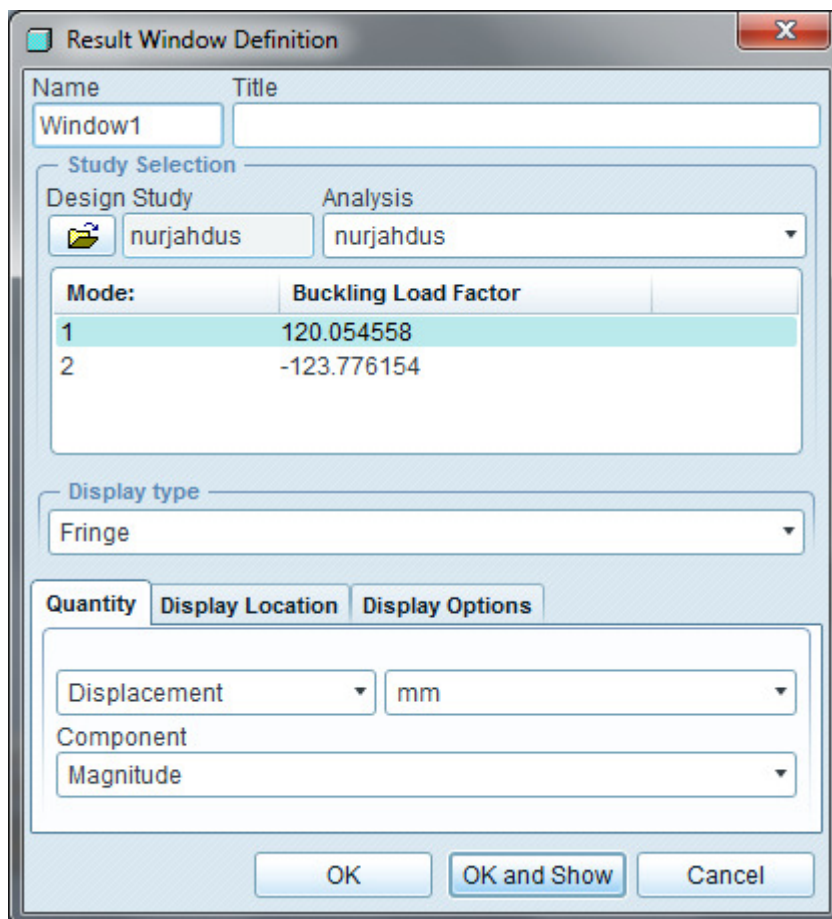 Result Window Definition
Name Title
Window1
Study Selection
Design Study Analysis
nurjahdus nurjahdus
Mode: Buckling Load Factor
1 120.054558
2 -123.776154
Display type
Fringe
Quantity Display Location Display Options
Displacement mm
Component
Magnitude
OK OK and Show Cancel